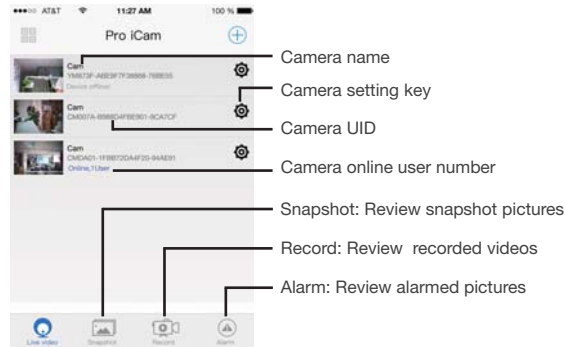 AT&T 11:27 AM 100 %
Pro iCam
Cam
Device offline
Cam
Cam
Online,1User
Live video
Snapshot
Record
Alarm
Camera name
Camera setting key
Camera UID
Camera online user number
Snapshot: Review snapshot pictures
Record: Review recorded videos
Alarm: Review alarmed pictures